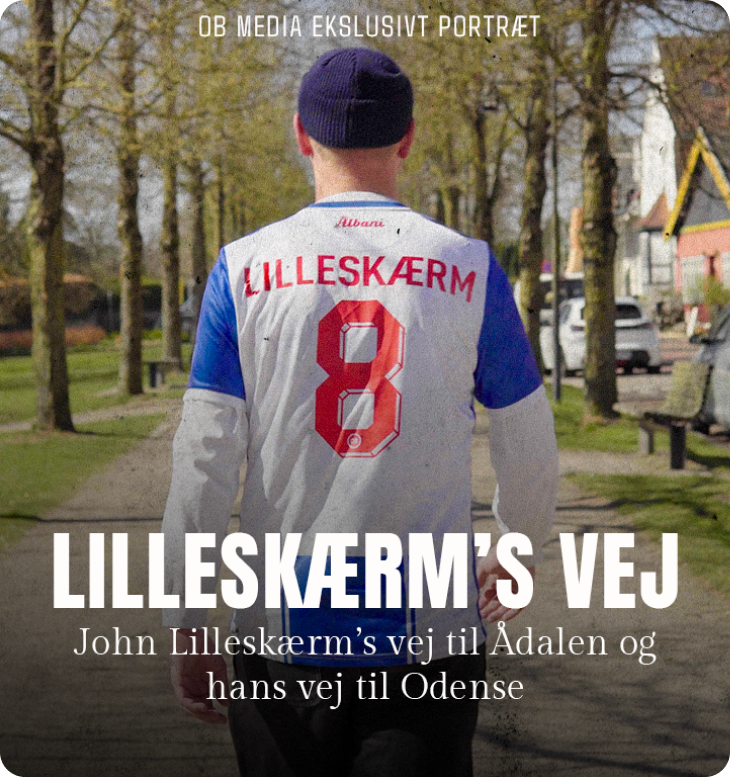 OB MEDIA EKSLUSIVT PORTRÆT
Albani
LILLESKÆRM
8
LILLESKÆRM'S VEJ
John Lilleskærm's vej til Ådalen og
hans vej til Odense